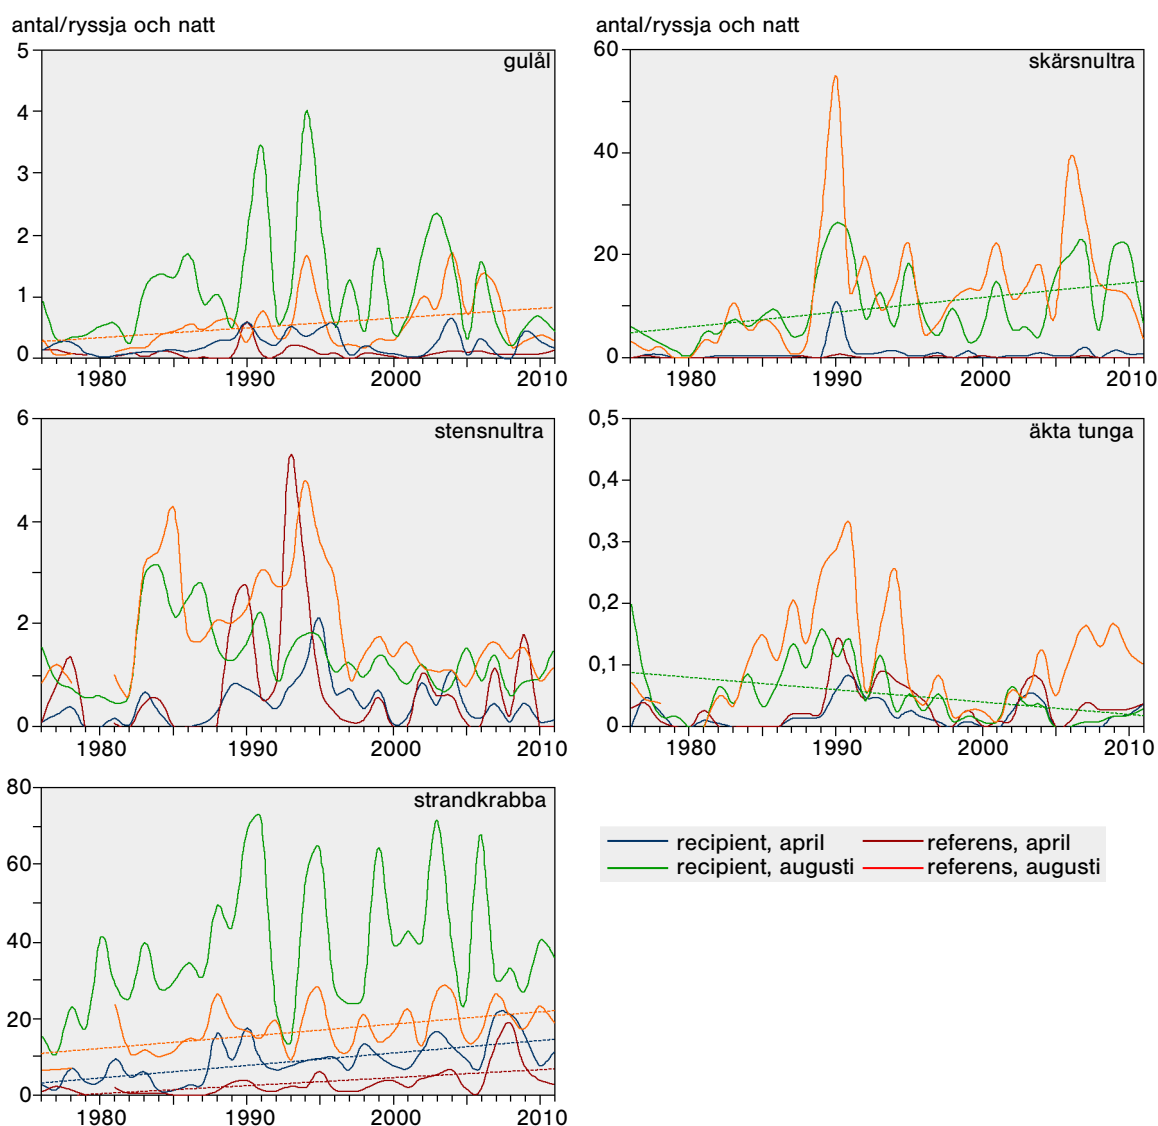 antal/ryssja och natt
antal/ryssja och natt
gulål
5
4
3
2
1
0
1980 1990 2000 2010
skärsnultra
60
40
20
0
1980 1990 2000 2010
stensnultra
6
4
2
0
1980 1990 2000 2010
äkta tunga
0,5
0,4
0,3
0,2
0,1
0
1980 1990 2000 2010
strandkrabba
80
60
40
20
0
1980 1990 2000 2010
recipient, april referens, april
recipient, augusti referens, augusti